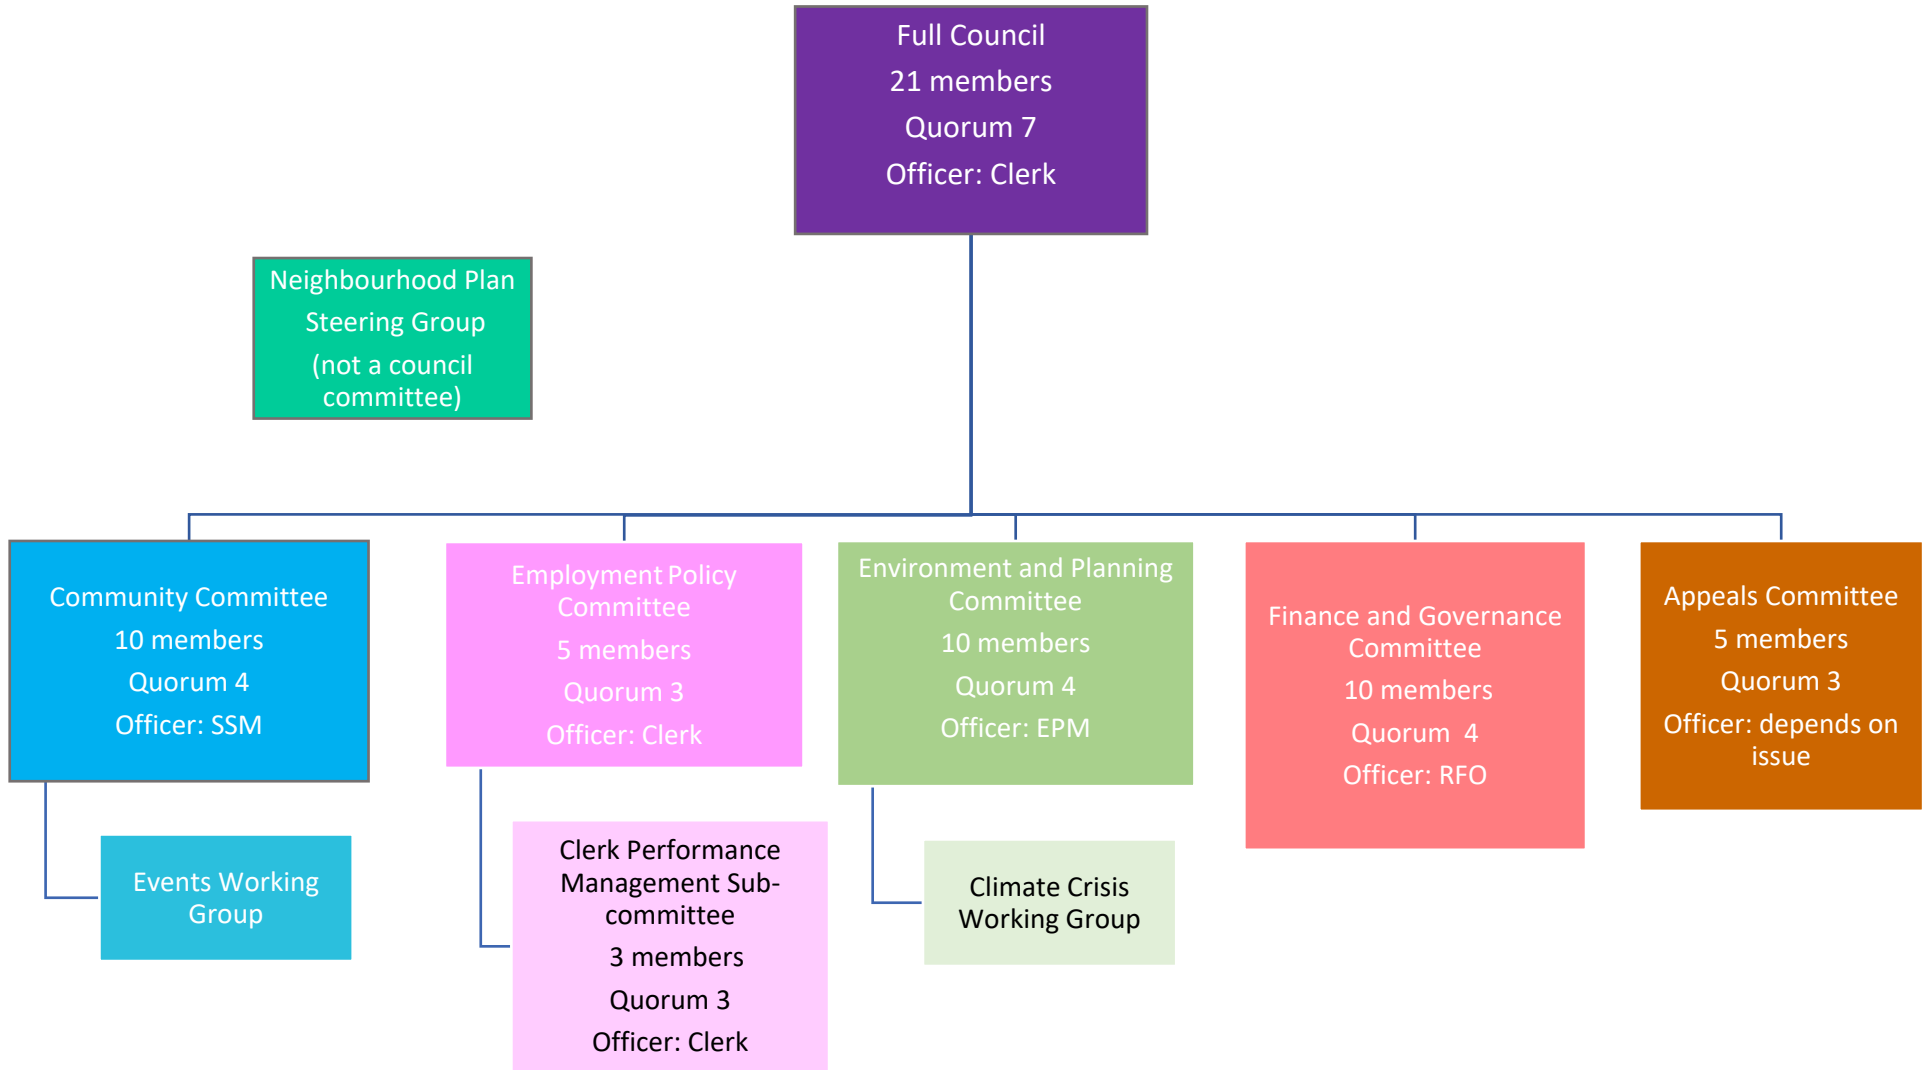 Full Council
21 members
Quorum 7
Officer: Clerk
Neighbourhood Plan
Steering Group
(not a council
committee)
Community Committee
10 members
Quorum 4
Officer: SSM
Employment Policy
Committee
5 members
Quorum 3
Officer: Clerk
Environment and Planning
Committee
10 members
Quorum 4
Officer: EPM
Finance and Governance
Committee
10 members
Quorum 4
Officer: RFO
Appeals Committee
5 members
Quorum 3
Officer: depends on
issue
Events Working
Group
Clerk Performance
Management Sub-
committee
3 members
Quorum 3
Officer: Clerk
Climate Crisis
Working Group